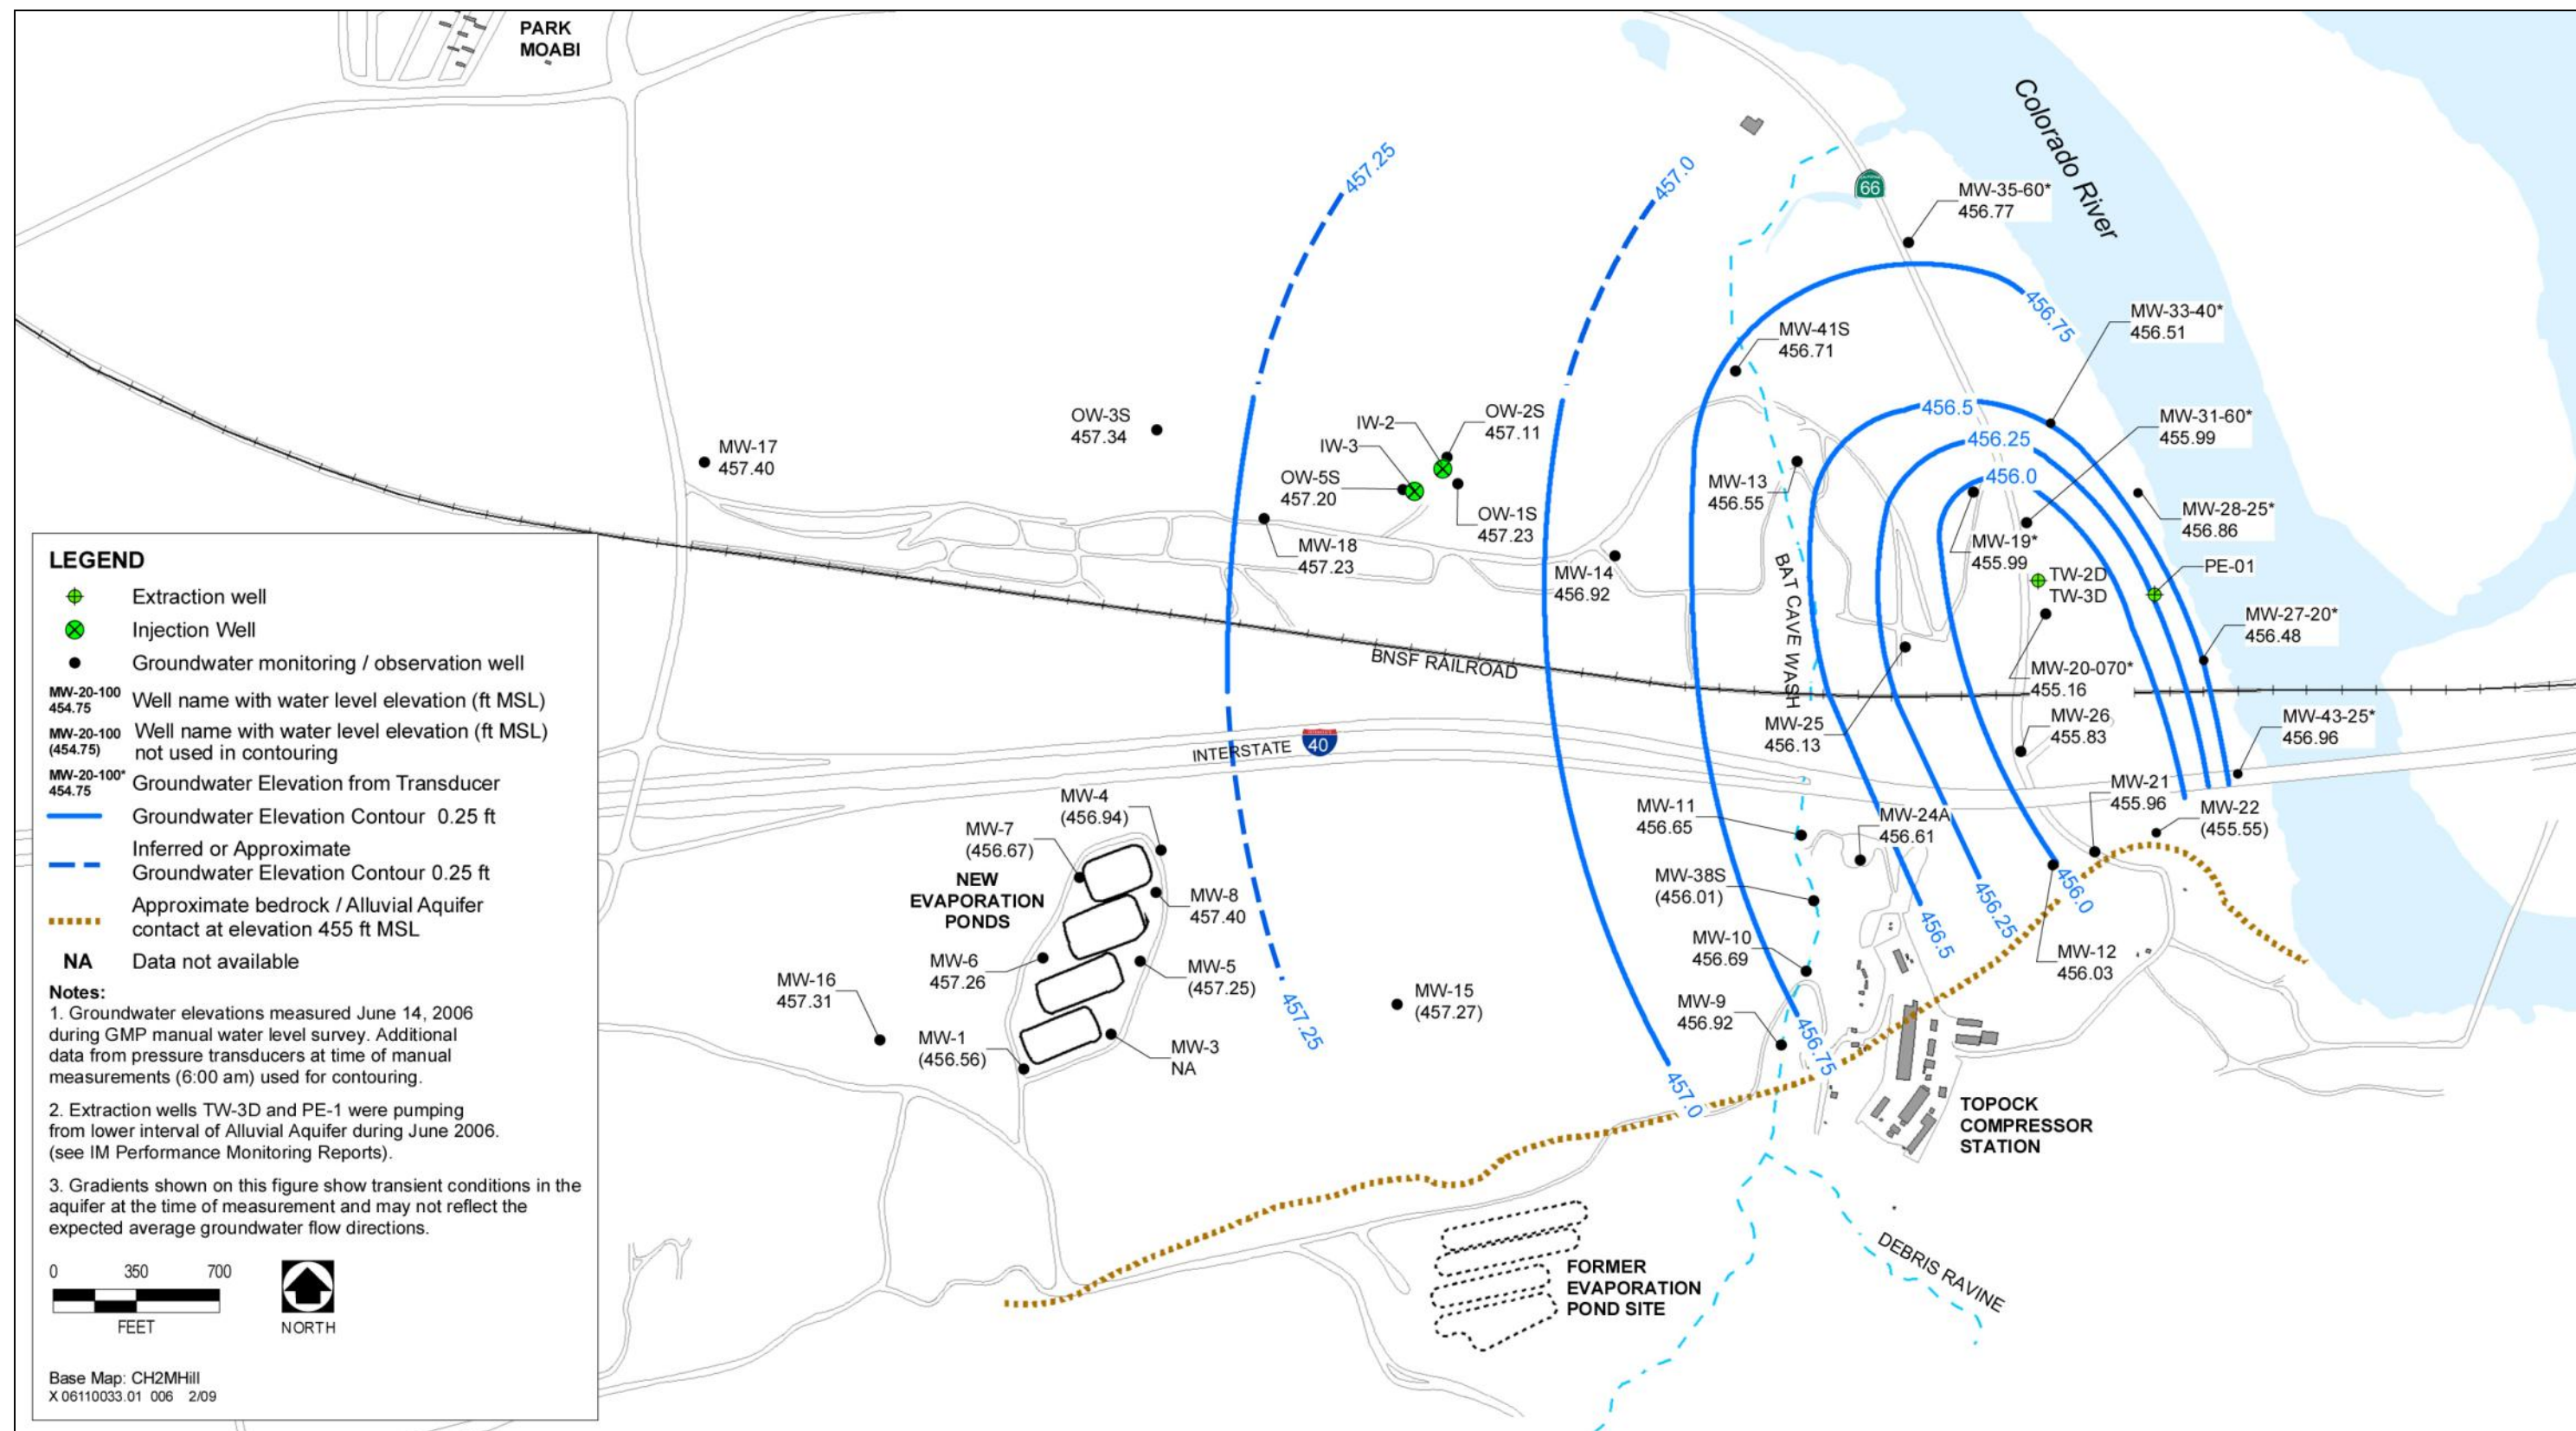 PARK
MOABI
Colorado River
457.25
457.0
66
MW-35-60*
456.77
456.75
MW-33-40*
456.51
MW-41S
456.71
456.5
456.25
456.0
MW-31-60*
455.99
MW-17
457.40
OW-3S
457.34
IW-2
IW-3
OW-2S
457.11
OW-5S
457.20
OW-1S
457.23
MW-18
457.23
MW-13
456.55
MW-14
456.92
BAT CAVE WASH
MW-19*
455.99
MW-28-25*
456.86
PE-01
TW-2D
TW-3D
MW-27-20*
456.48
MW-20-070*
455.16
BNSF RAILROAD
MW-25
456.13
MW-26
455.83
MW-43-25*
456.96
INTERSTATE 40
MW-21
455.96
MW-22
(455.55)
MW-11
456.65
MW-24A
456.61
MW-38S
(456.01)
MW-10
456.69
MW-9
456.92
MW-12
456.03
456.0
456.25
456.5
456.75
457.0
457.25
MW-4
(456.94)
MW-7
(456.67)
NEW
EVAPORATION
PONDS
MW-8
457.40
MW-6
457.26
MW-5
(457.25)
MW-16
457.31
MW-15
(457.27)
MW-1
(456.56)
MW-3
NA
TOPOCK
COMPRESSOR
STATION
DEBRIS RAVINE
FORMER
EVAPORATION
POND SITE
LEGEND
Extraction well
Injection Well
Groundwater monitoring / observation well
MW-20-100
454.75
Well name with water level elevation (ft MSL)
MW-20-100
(454.75)
Well name with water level elevation (ft MSL)
not used in contouring
MW-20-100*
454.75
Groundwater Elevation from Transducer
Groundwater Elevation Contour 0.25 ft
Inferred or Approximate
Groundwater Elevation Contour 0.25 ft
Approximate bedrock / Alluvial Aquifer
contact at elevation 455 ft MSL
NA Data not available
Notes:
1. Groundwater elevations measured June 14, 2006
during GMP manual water level survey. Additional
data from pressure transducers at time of manual
measurements (6:00 am) used for contouring.
2. Extraction wells TW-3D and PE-1 were pumping
from lower interval of Alluvial Aquifer during June 2006.
(see IM Performance Monitoring Reports).
3. Gradients shown on this figure show transient conditions in the
aquifer at the time of measurement and may not reflect the
expected average groundwater flow directions.
0 350 700
FEET
NORTH
Base Map: CH2MHill
X 06110033.01 006 2/09